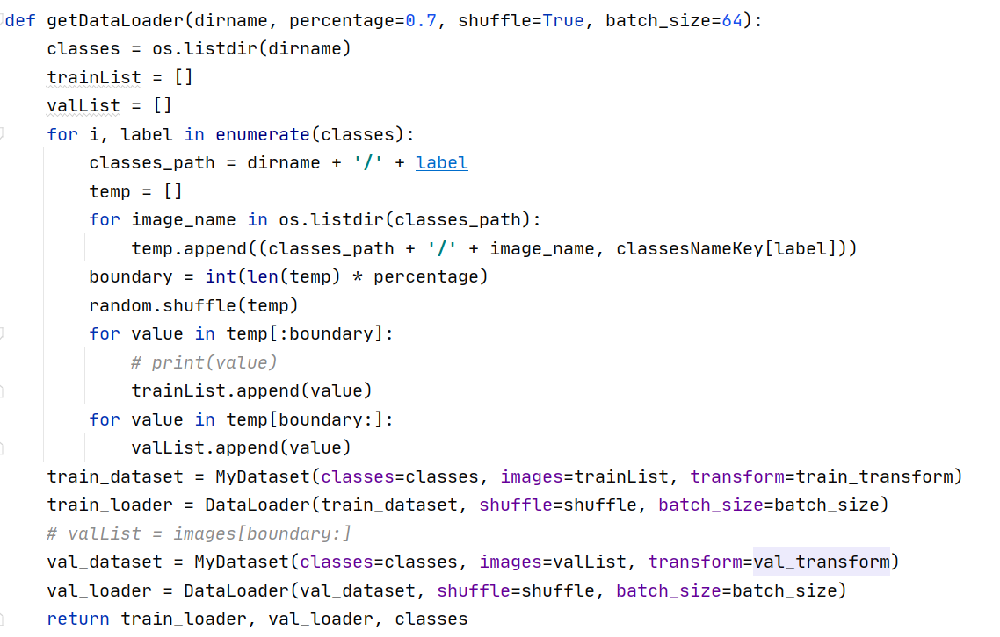 def getDataLoader(dirname, percentage=0.7, shuffle=True, batch_size=64):
    classes = os.listdir(dirname)
    trainList = []
    valList = []
    for i, label in enumerate(classes):
        classes_path = dirname + '/' + label
        temp = []
        for image_name in os.listdir(classes_path):
            temp.append((classes_path + '/' + image_name, classesNameKey[label]))
        boundary = int(len(temp) * percentage)
        random.shuffle(temp)
        for value in temp[:boundary]:
            # print(value)
            trainList.append(value)
        for value in temp[boundary:]:
            valList.append(value)
    train_dataset = MyDataset(classes=classes, images=trainList, transform=train_transform)
    train_loader = DataLoader(train_dataset, shuffle=shuffle, batch_size=batch_size)
    # valList = images[boundary:]
    val_dataset = MyDataset(classes=classes, images=valList, transform=val_transform)
    val_loader = DataLoader(val_dataset, shuffle=shuffle, batch_size=batch_size)
    return train_loader, val_loader, classes